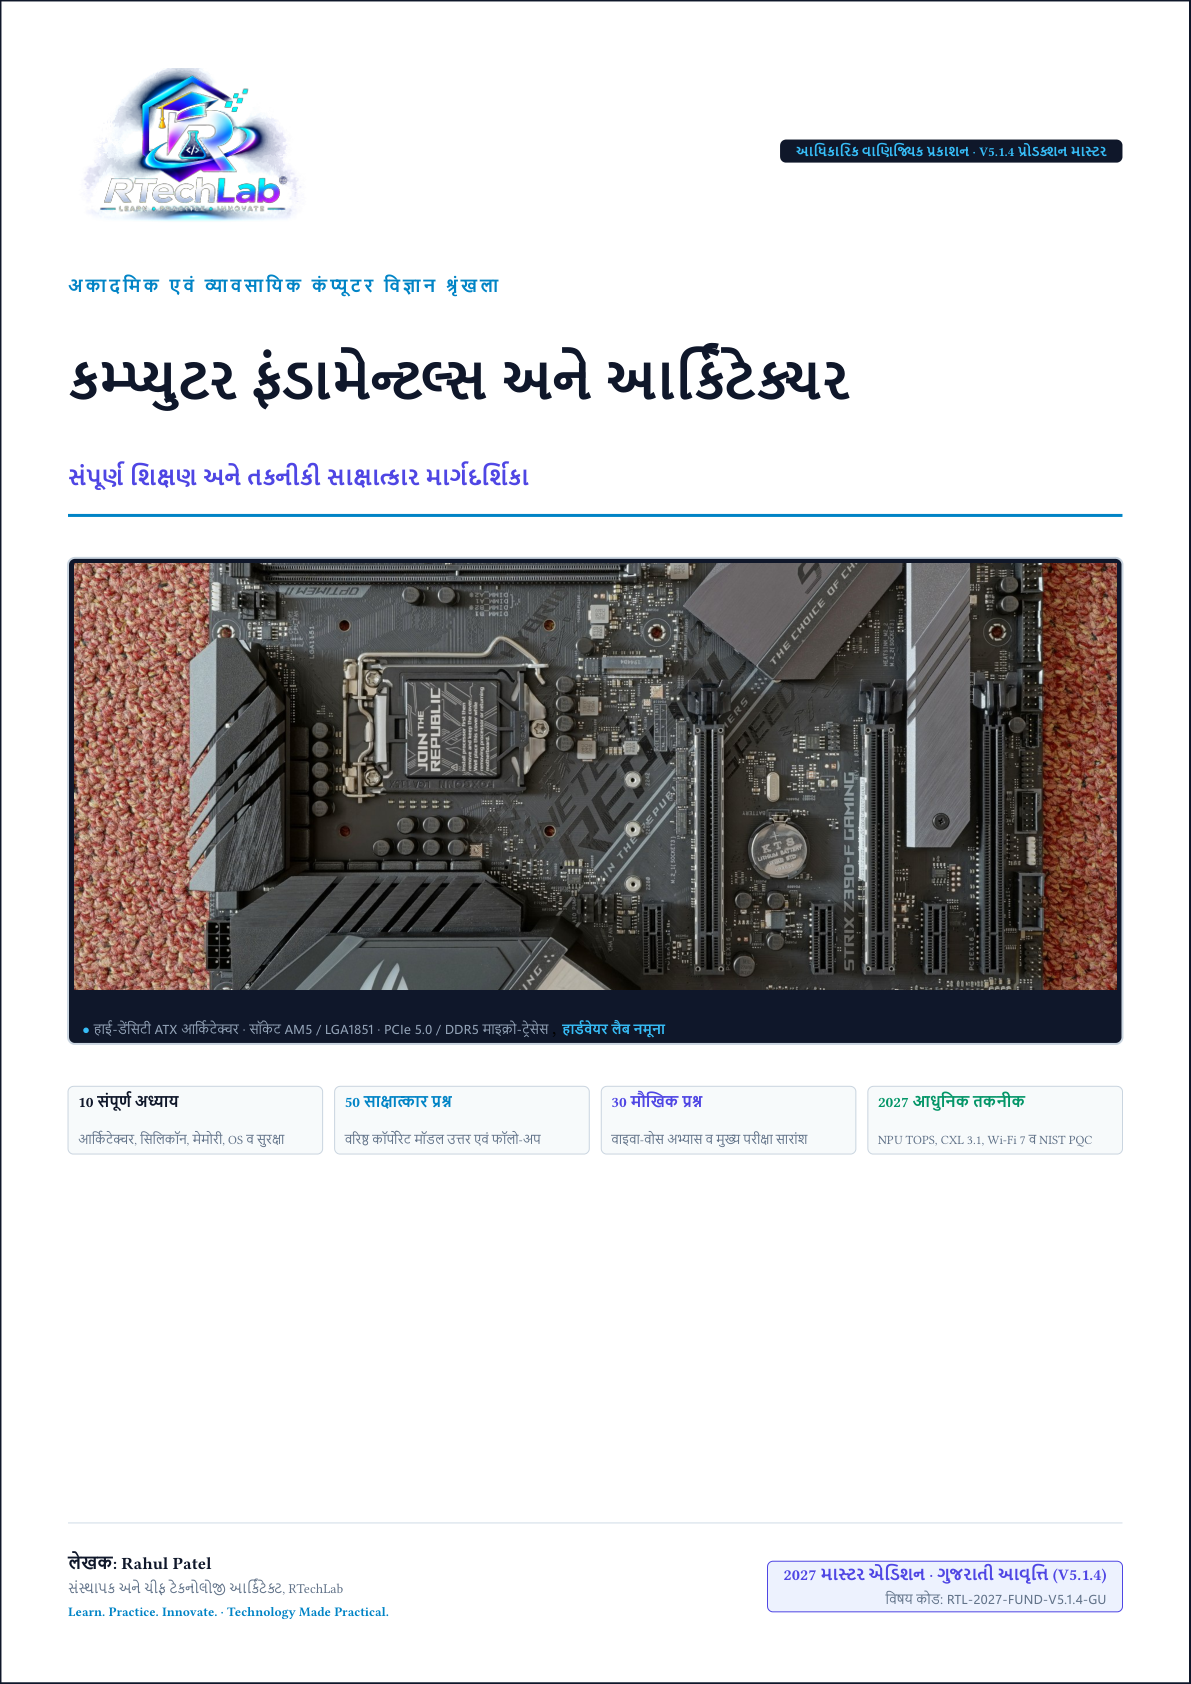 RTechLab
આધિકારિક વાણિજ્યિક પ્રકાશન · V5.1.4 પ્રોડક્શન માસ્ટર
अकादमिक एवं व्यावसायिक कंप्यूटर विज्ञान श्रृंखला
કમ્પ્યુટર ફંડામેન્ટલ્સ અને આર્કિટેક્ચર
સંપૂર્ણ શિક્ષણ અને તકનીકી સાક્ષાત્કાર માર્ગદર્શિકા
OPTIMEM II
LGA1151
THE CHOICE OF
JOIN THE
REPUBLIC
KTS
STRIX Z390-F GAMING
● हाई-डेंसिटी ATX आर्किटेक्चर · सॉकेट AM5 / LGA1851 · PCIe 5.0 / DDR5 माइक्रो-ट्रेसेस हार्डवेयर लैब नमूना
10 संपूर्ण अध्याय
आर्किटेक्चर, सिलिकॉन, मेमोरी, OS व सुरक्षा
50 साक्षात्कार प्रश्न
वरिष्ठ कॉर्पोरेट मॉडल उत्तर एवं फॉलो-अप
30 मौखिक प्रश्न
वाइवा-वोस अभ्यास व मुख्य परीक्षा सारांश
2027 आधुनिक तकनीक
NPU TOPS, CXL 3.1, Wi-Fi 7 व NIST PQC
लेखक: Rahul Patel
સંસ્થાપક અને ચીફ ટેકનોલોજી આર્કિટેક્ટ, RTechLab
Learn. Practice. Innovate. · Technology Made Practical.
2027 માસ્ટર એડિશન · ગુજરાતી આવૃત્તિ (V5.1.4)
विषय कोड: RTL-2027-FUND-V5.1.4-GU